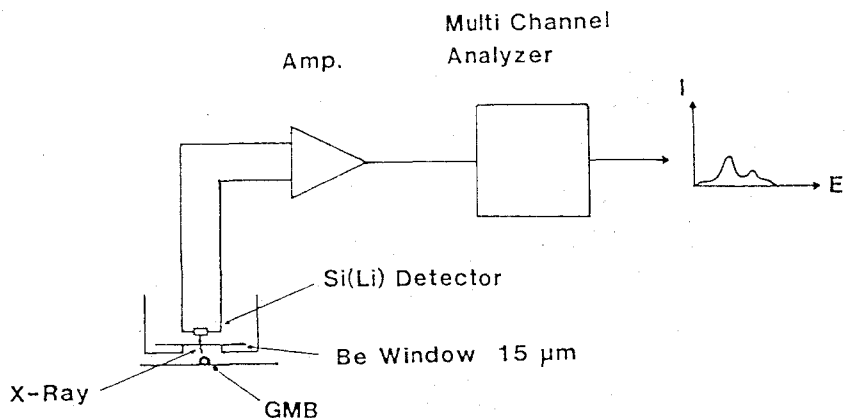 Multi Channel
Analyzer
Amp.
I
E
Si(Li) Detector
Be Window 15 µm
X-Ray
GMB